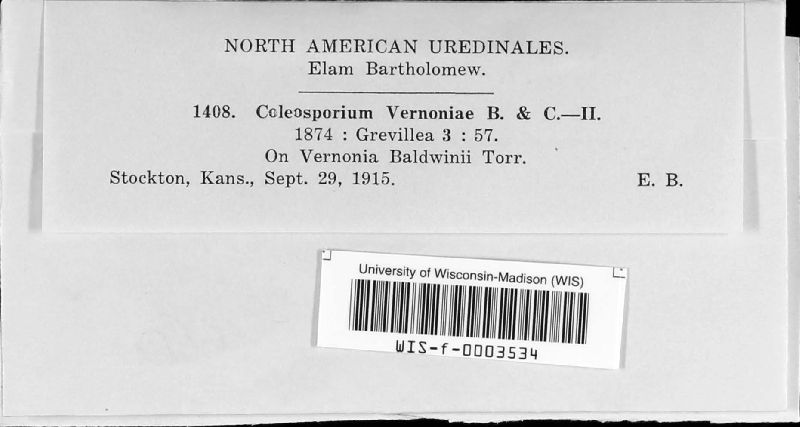 NORTH AMERICAN UREDINALES.
Elam Bartholomew.
1408. Coleosporium Vernoniae B. & C.—II.
1874 : Grevillea 3 : 57.
On Vernonia Baldwinii Torr.
Stockton, Kans., Sept. 29, 1915. E. B.
University of Wisconsin-Madison (WIS)
WIS-f-0003534